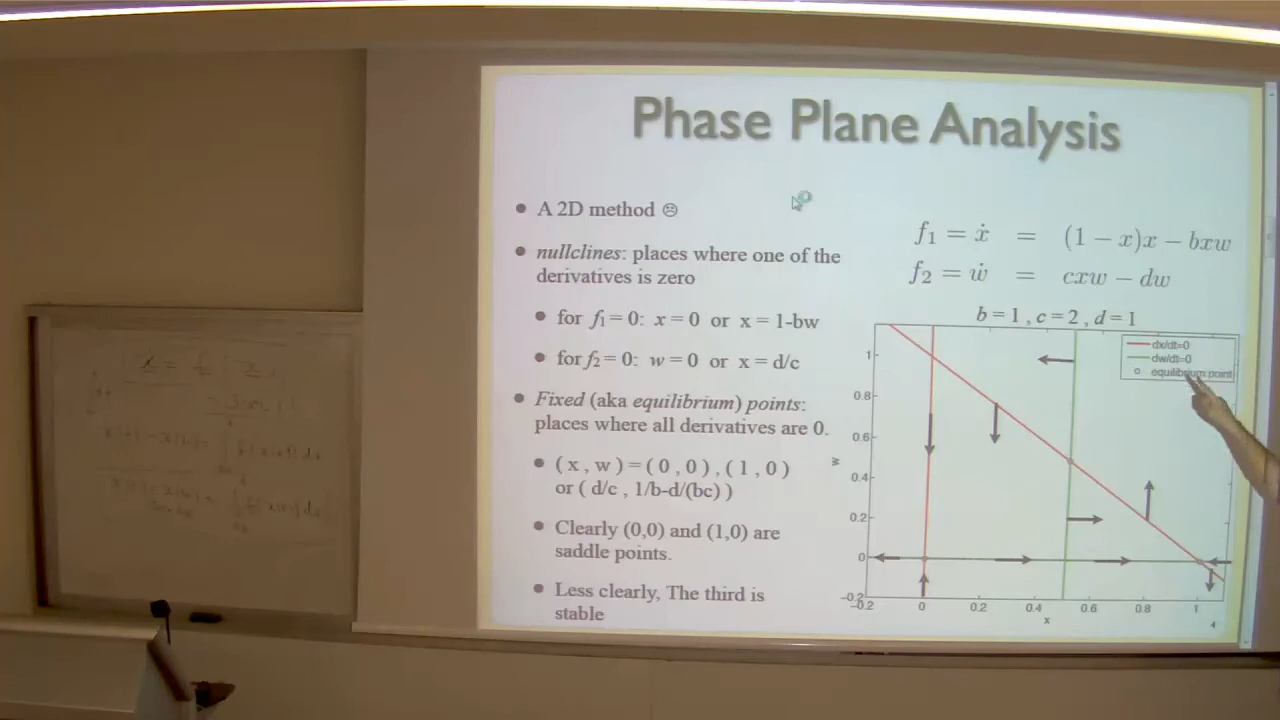 Phase Plane Analysis
• A 2D method ☹
• nullclines: places where one of the
derivatives is zero
• for f₁=0: x=0 or x=1-bw
• for f₂=0: w=0 or x=d/c
• Fixed (aka equilibrium) points:
places where all derivatives are 0.
• (x,w)=(0,0),(1,0)
or (d/c, 1/b-d/(bc))
• Clearly (0,0) and (1,0) are
saddle points.
• Less clearly, The third is
stable
f₁ = ẋ = (1 − x)x − bxw
f₂ = ẇ = cxw − dw
b=1, c=2, d=1
dx/dt=0
dw/dt=0
equilibrium point
1
0.8
0.6
0.4
0.2
0
-0.2
w
-0.2 0 0.2 0.4 0.6 0.8 1
x
4